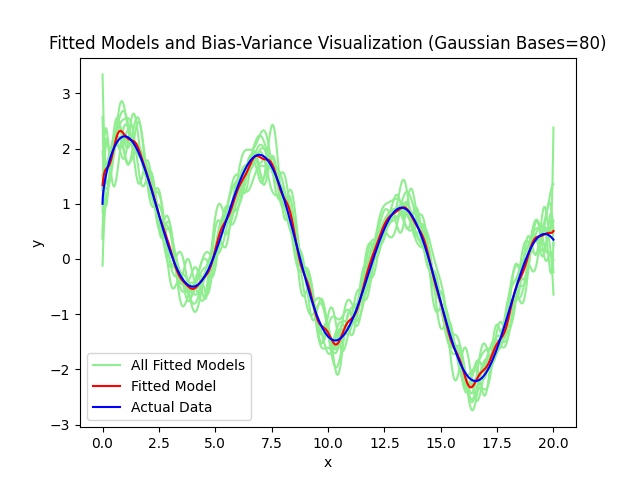 Fitted Models and Bias-Variance Visualization (Gaussian Bases=80)
3
2
1
0
−1
−2
−3
y
All Fitted Models
Fitted Model
Actual Data
0.0 2.5 5.0 7.5 10.0 12.5 15.0 17.5 20.0
x